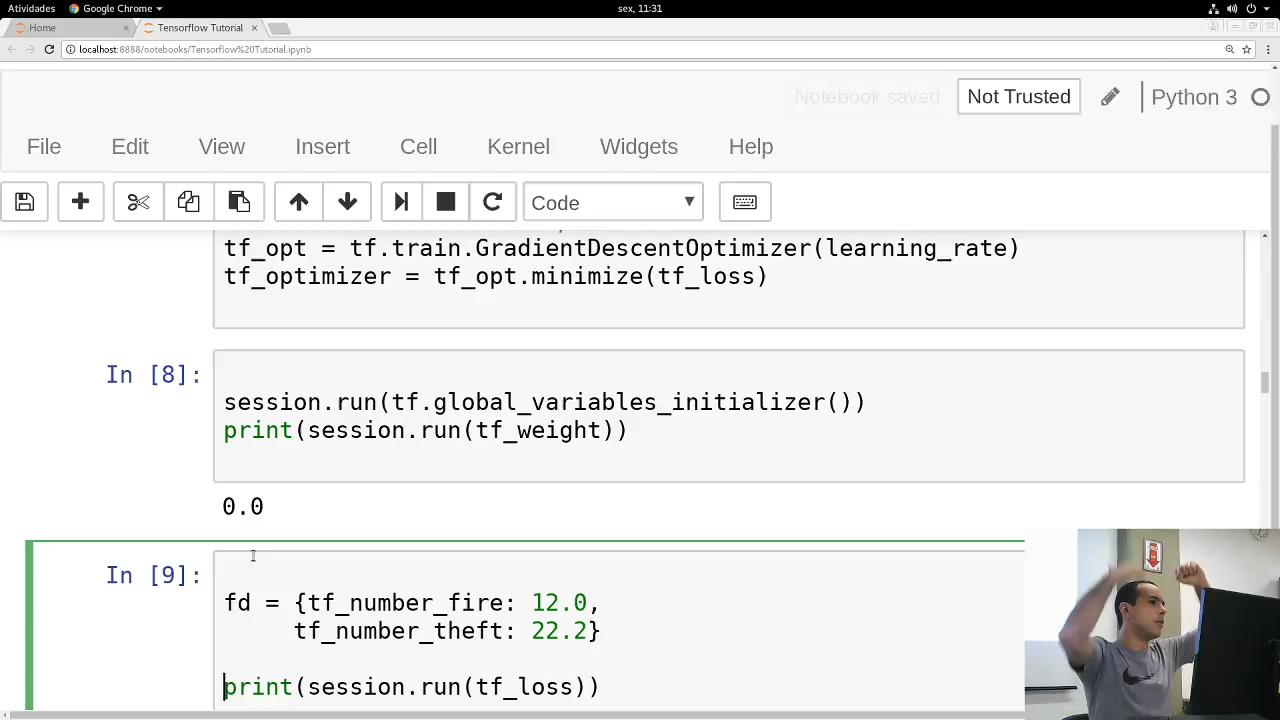 Atividades Google Chrome sex, 11:31
Home Tensorflow Tutorial
localhost:8888/notebooks/Tensorflow%20Tutorial.ipynb
Notebook saved Not Trusted Python 3
File Edit View Insert Cell Kernel Widgets Help
Code
tf_opt = tf.train.GradientDescentOptimizer(learning_rate)
tf_optimizer = tf_opt.minimize(tf_loss)
In [8]:
session.run(tf.global_variables_initializer())
print(session.run(tf_weight))
0.0
In [9]:
fd = {tf_number_fire: 12.0,
tf_number_theft: 22.2}
print(session.run(tf_loss))